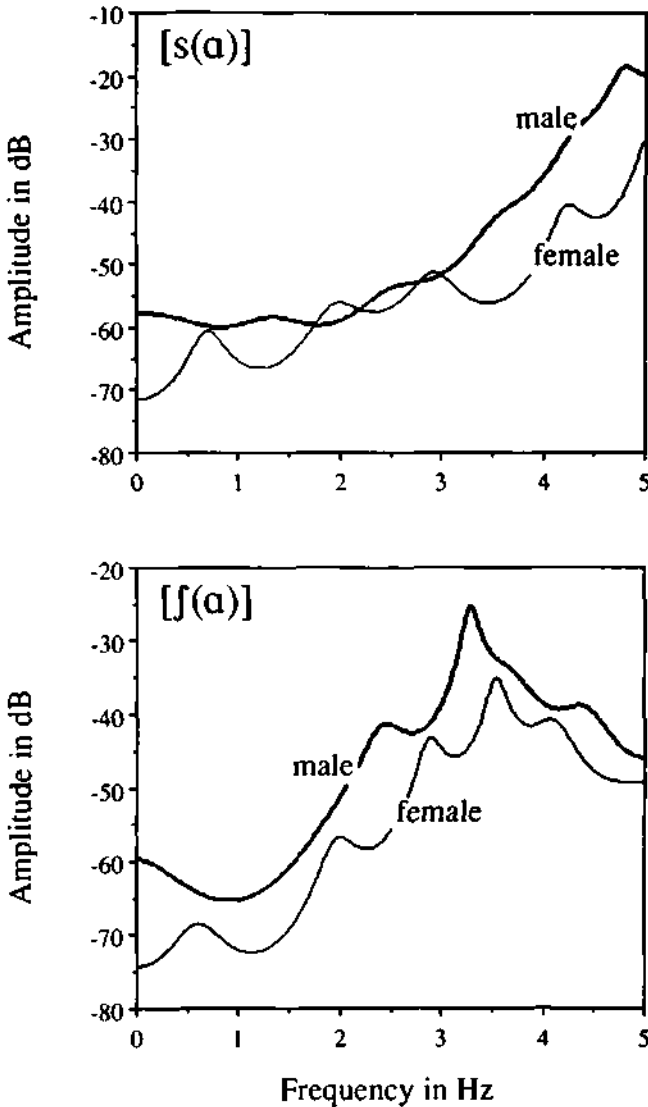 -10
[s(ɑ)]
-20
male
-30
-40
female
-50
-60
-70
-80
0 1 2 3 4 5
Amplitude in dB
-20
[ʃ(ɑ)]
-30
-40
male
-50
female
-60
-70
-80
0 1 2 3 4 5
Amplitude in dB
Frequency in Hz